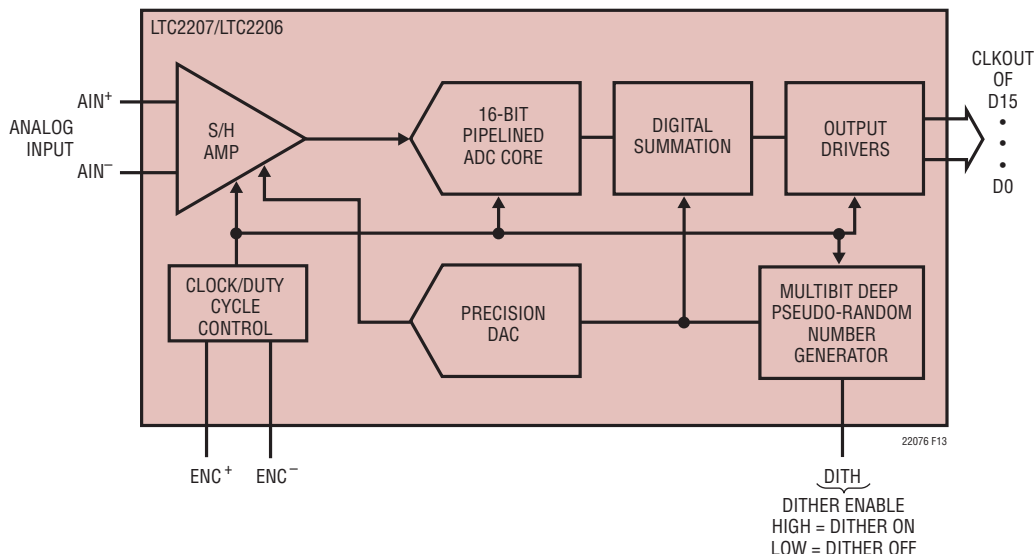 LTC2207/LTC2206
AIN+
ANALOG
INPUT
AIN−
S/H
AMP
16-BIT
PIPELINED
ADC CORE
DIGITAL
SUMMATION
OUTPUT
DRIVERS
CLKOUT
OF
D15
•
•
•
D0
CLOCK/DUTY
CYCLE
CONTROL
PRECISION
DAC
MULTIBIT DEEP
PSEUDO-RANDOM
NUMBER
GENERATOR
22076 F13
ENC+
ENC−
DITH
DITHER ENABLE
HIGH = DITHER ON
LOW = DITHER OFF